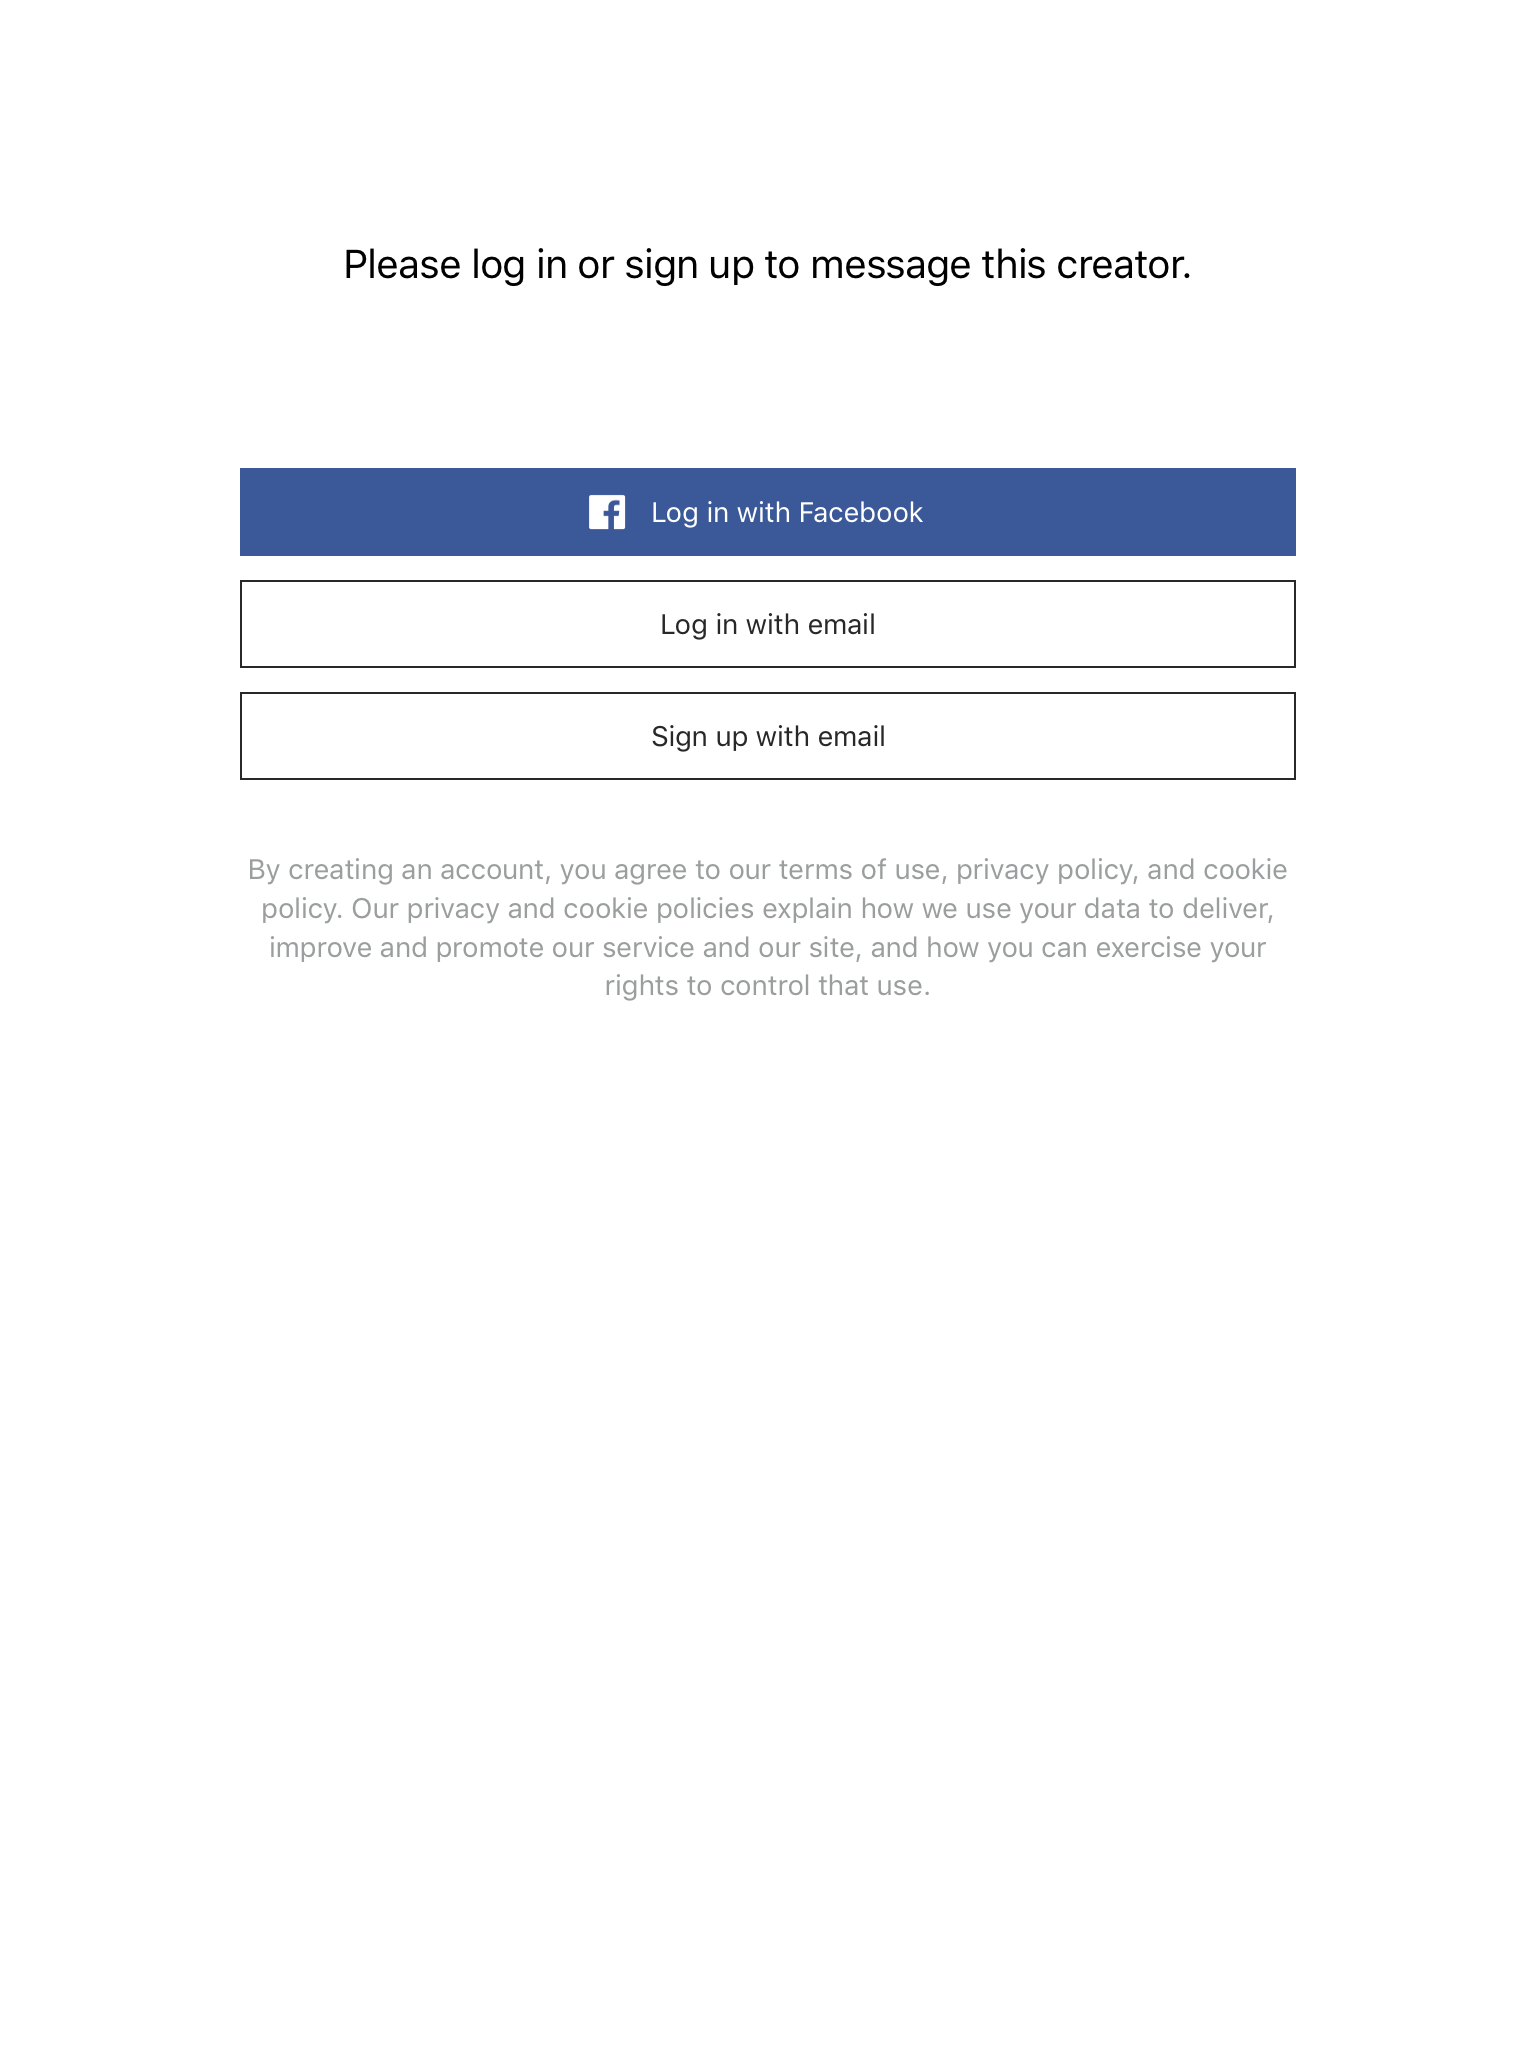 Please log in or sign up to message this creator.
Log in with Facebook
Log in with email
Sign up with email
By creating an account, you agree to our terms of use, privacy policy, and cookie
policy. Our privacy and cookie policies explain how we use your data to deliver,
improve and promote our service and our site, and how you can exercise your
rights to control that use.